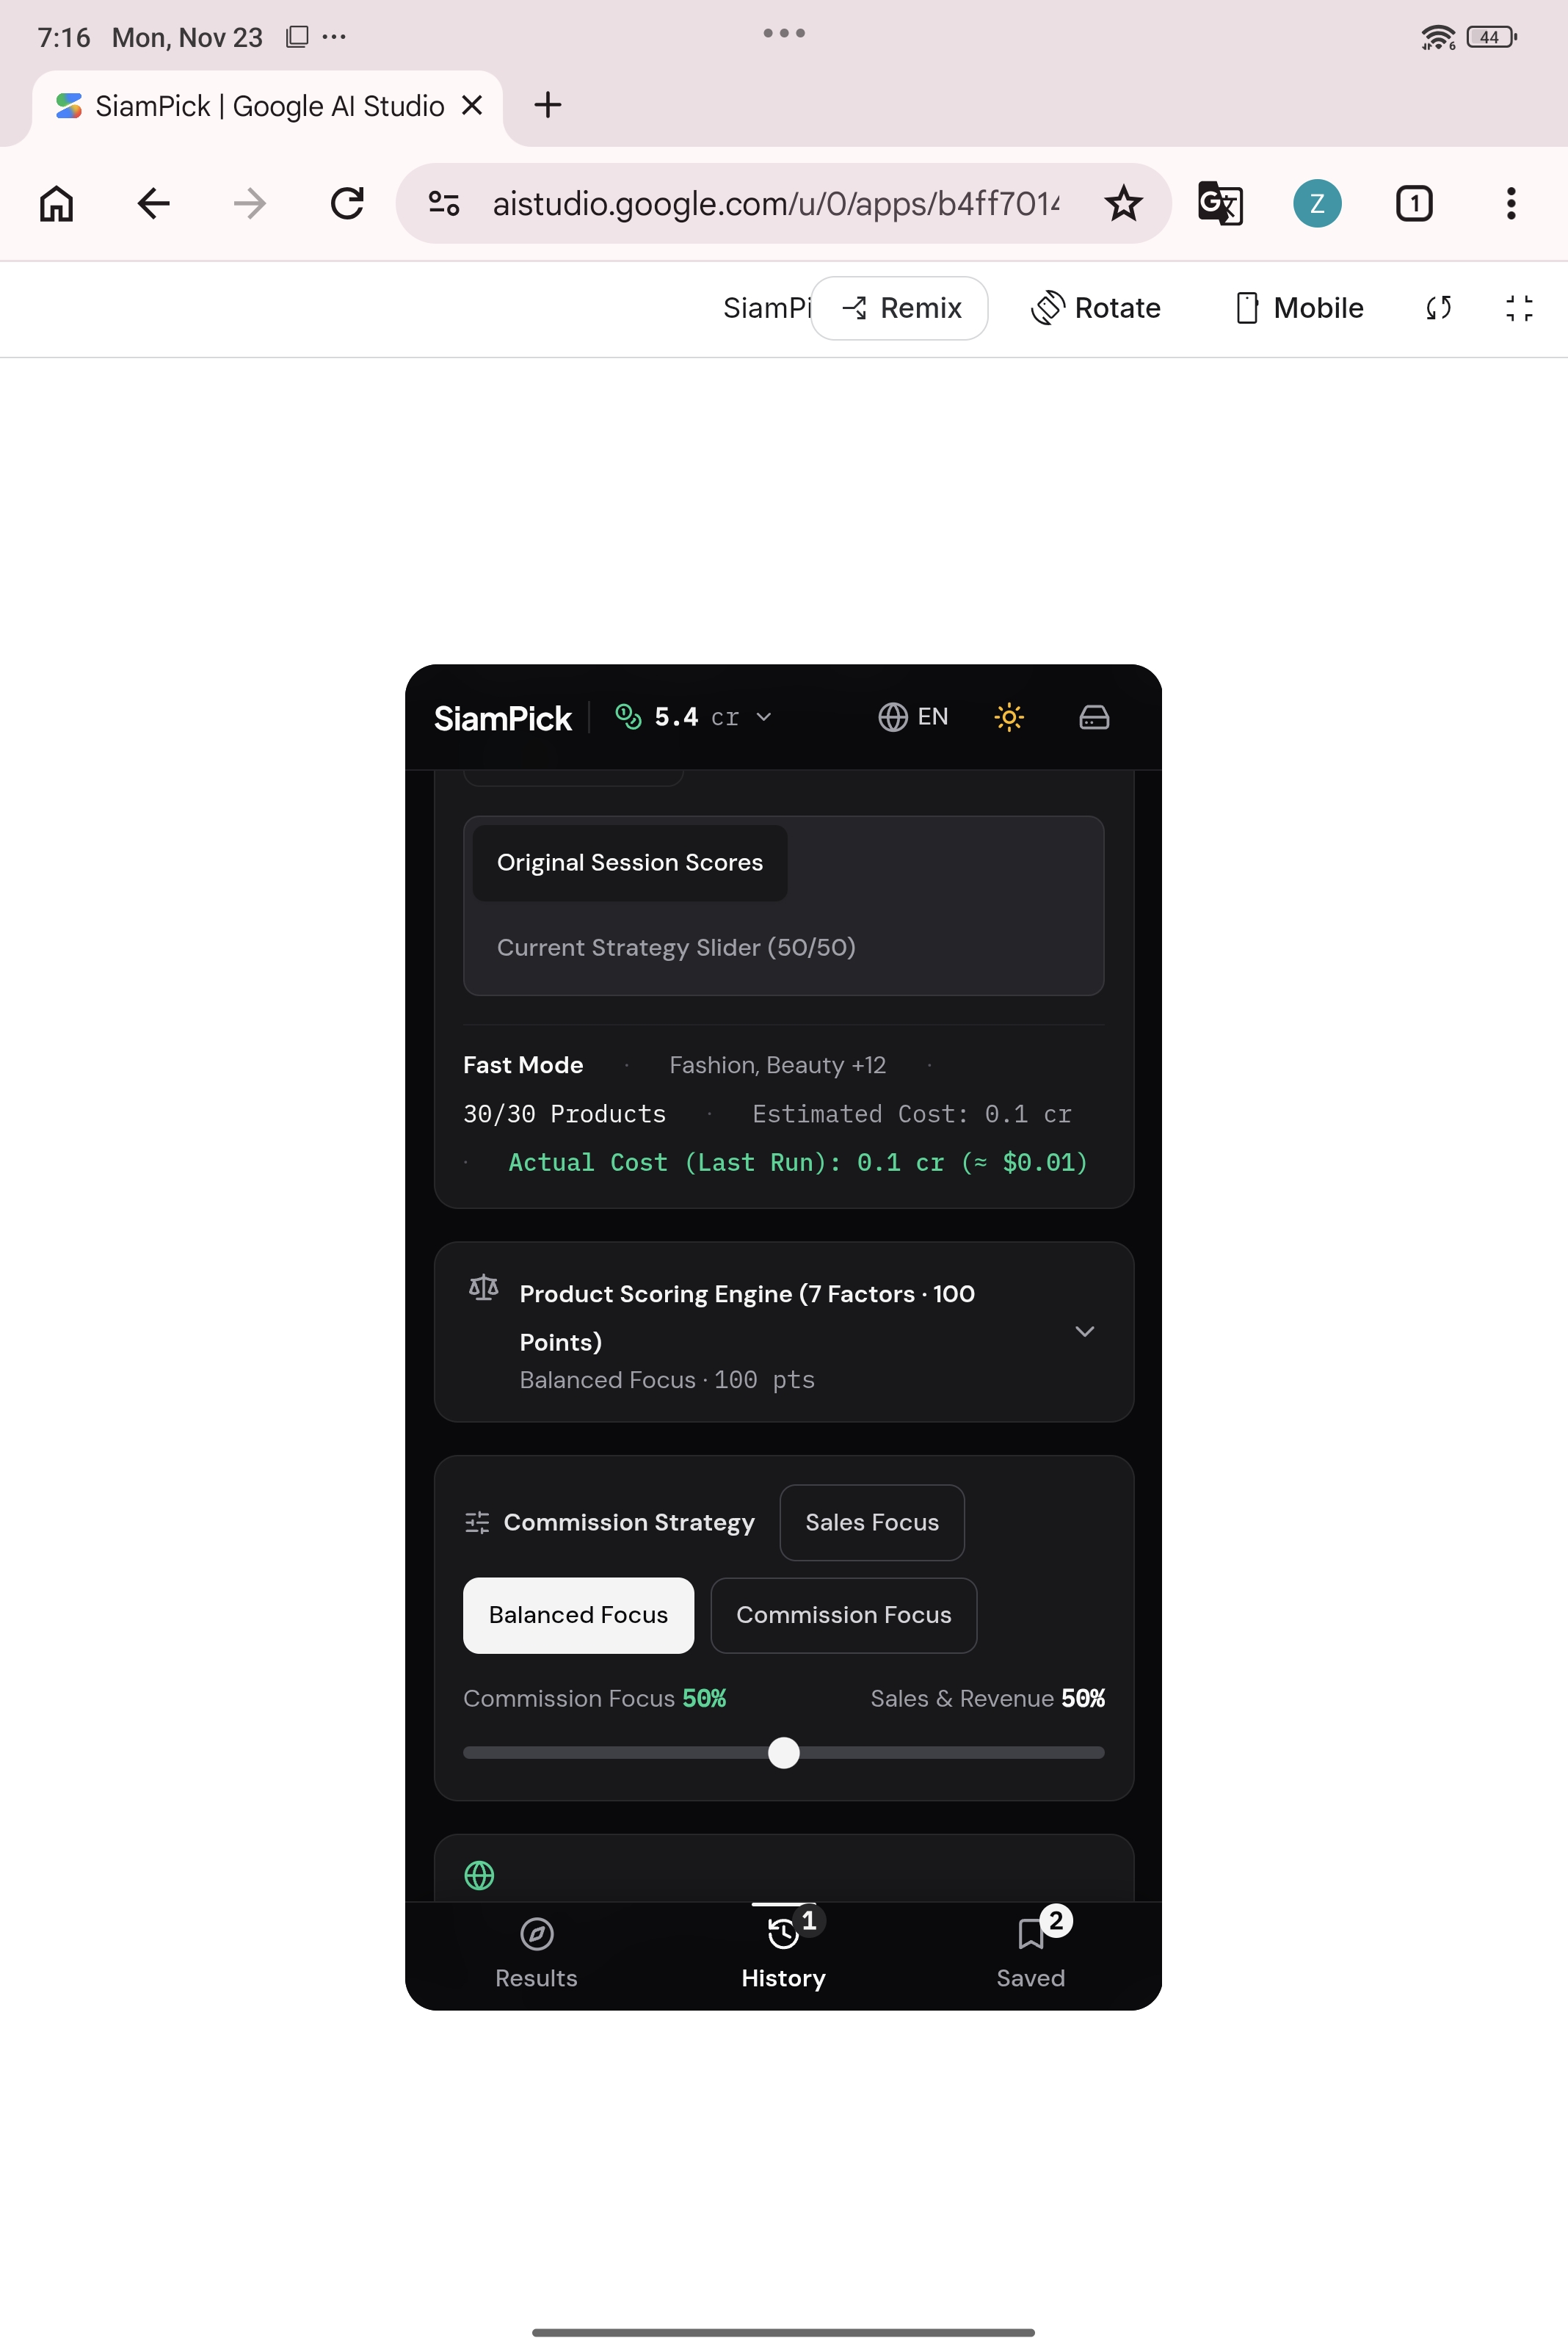 7:16 Mon, Nov 23 44
SiamPick | Google AI Studio
aistudio.google.com/u/0/apps/b4ff7014 Z 1
SiamPi Remix Rotate Mobile
SiamPick 5.4 cr EN
Original Session Scores
Current Strategy Slider (50/50)
Fast Mode · Fashion, Beauty +12 ·
30/30 Products · Estimated Cost: 0.1 cr
· Actual Cost (Last Run): 0.1 cr (≈ $0.01)
Product Scoring Engine (7 Factors · 100
Points)
Balanced Focus · 100 pts
Commission Strategy Sales Focus
Balanced Focus Commission Focus
Commission Focus 50% Sales & Revenue 50%
1 2
Results History Saved